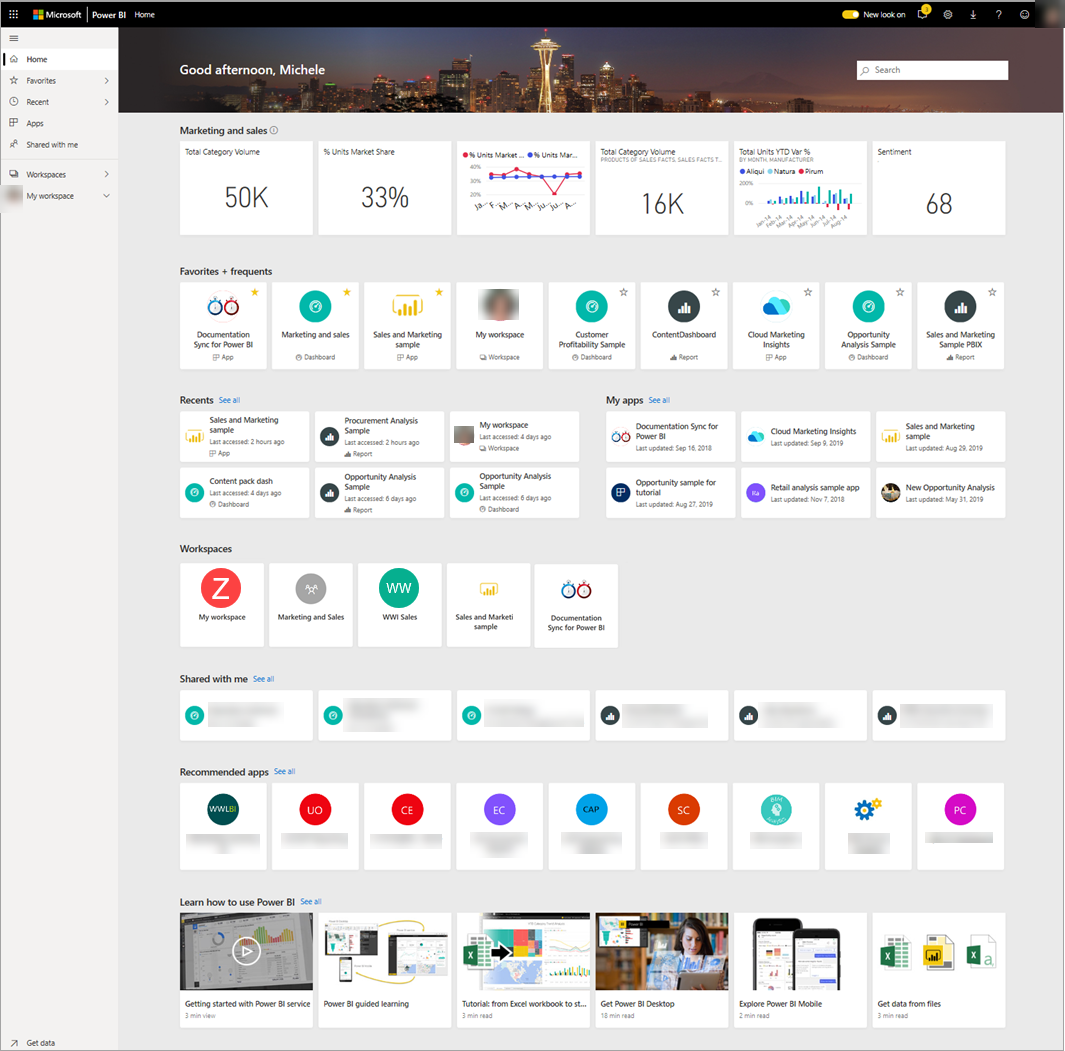 Microsoft Power BI Home
New look on 3
Home
Favorites
Recent
Apps
Shared with me
Workspaces
My workspace
Get data
Good afternoon, Michele
Search
Marketing and sales
Total Category Volume
50K
% Units Market Share
33%
% Units Market ... % Units Mar...
40%
30%
20%
Ja... F... M... A... M... Ju... Ju... A...
Total Category Volume
PRODUCTS OF SALES FACTS, SALES FACTS T...
16K
Total Units YTD Var %
BY MONTH, MANUFACTURER
Aliqui Natura Pirum
200%
0%
Jan-14 Feb-14 Mar-14 Apr-14 May-14 Jun-14 Jul-14 Aug-14
Sentiment
68
Favorites + frequents
Documentation
Sync for Power BI
App
Marketing and sales
Dashboard
Sales and Marketing
sample
App
My workspace
Workspace
Customer
Profitability Sample
Dashboard
ContentDashboard
Report
Cloud Marketing
Insights
App
Opportunity
Analysis Sample
Dashboard
Sales and Marketing
Sample PBIX
Report
Recents See all
Sales and Marketing
sample
Last accessed: 2 hours ago
App
Procurement Analysis
Sample
Last accessed: 2 hours ago
Report
My workspace
Last accessed: 4 days ago
Workspace
Content pack dash
Last accessed: 4 days ago
Dashboard
Opportunity Analysis
Sample
Last accessed: 6 days ago
Report
Opportunity Analysis
Sample
Last accessed: 6 days ago
Dashboard
My apps See all
Documentation Sync for
Power BI
Last updated: Sep 16, 2018
Cloud Marketing Insights
Last updated: Sep 9, 2019
Sales and Marketing
sample
Last updated: Aug 29, 2019
Opportunity sample for
tutorial
Last updated: Aug 27, 2019
Ra
Retail analysis sample app
Last updated: Nov 7, 2018
New Opportunity Analysis
Last updated: May 31, 2019
Workspaces
Z
My workspace
Marketing and Sales
WW
WWI Sales
Sales and Marketi
sample
Documentation
Sync for Power BI
Shared with me See all
Recommended apps See all
WWLBI
UO
CE
EC
CAP
SC
PC
Learn how to use Power BI See all
Getting started with Power BI service
3 min view
Power BI guided learning
Tutorial: from Excel workbook to st...
3 min read
Get Power BI Desktop
18 min read
Explore Power BI Mobile
2 min read
Get data from files
3 min read